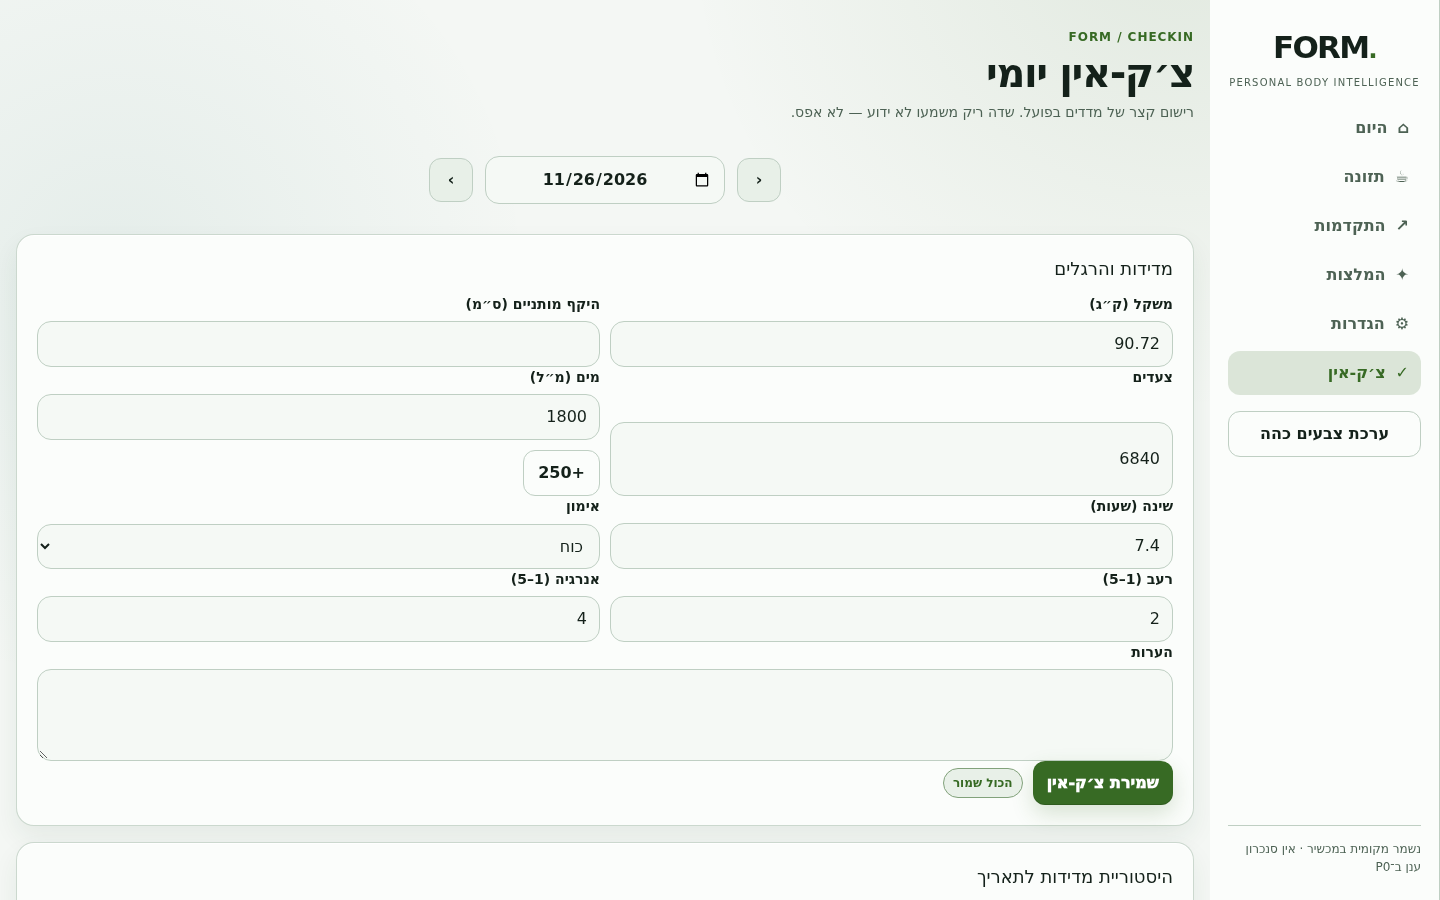 FORM.
PERSONAL BODY INTELLIGENCE
היום
תזונה
התקדמות
המלצות
הגדרות
צ׳ק-אין
ערכת צבעים כהה
נשמר מקומית במכשיר · אין סנכרון
ענן ב־P0
FORM / CHECKIN
צ׳ק-אין יומי
רישום קצר של מדדים בפועל. שדה ריק משמעו לא ידוע — לא אפס.
11/26/2026
מדידות והרגלים
משקל (ק״ג)
90.72
היקף מותניים (ס״מ)
צעדים
6840
מים (מ״ל)
1800
+250
שינה (שעות)
7.4
אימון
כוח
רעב (1–5)
2
אנרגיה (1–5)
4
הערות
שמירת צ׳ק-אין
הכול שמור
היסטוריית מדידות לתאריך